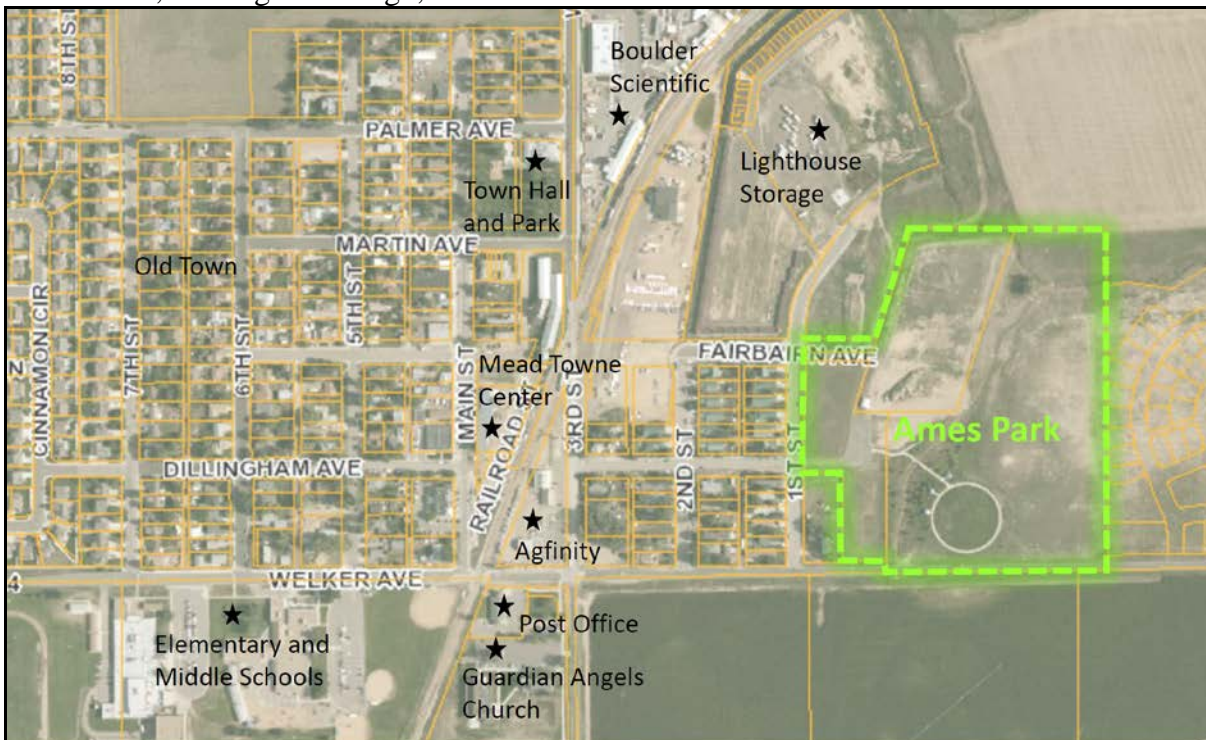 8TH ST
Boulder
Scientific
PALMER AVE
Town Hall
and Park
Lighthouse
Storage
MARTIN AVE
Old Town
CINNAMON CIR
7TH ST
6TH ST
5TH ST
MAIN ST
Mead Towne
Center
RAILROAD ST
3RD ST
FAIRBAIRN AVE
Ames Park
DILLINGHAM AVE
2ND ST
1ST ST
Agfinity
4
WELKER AVE
Post Office
Elementary and
Middle Schools
Guardian Angels
Church